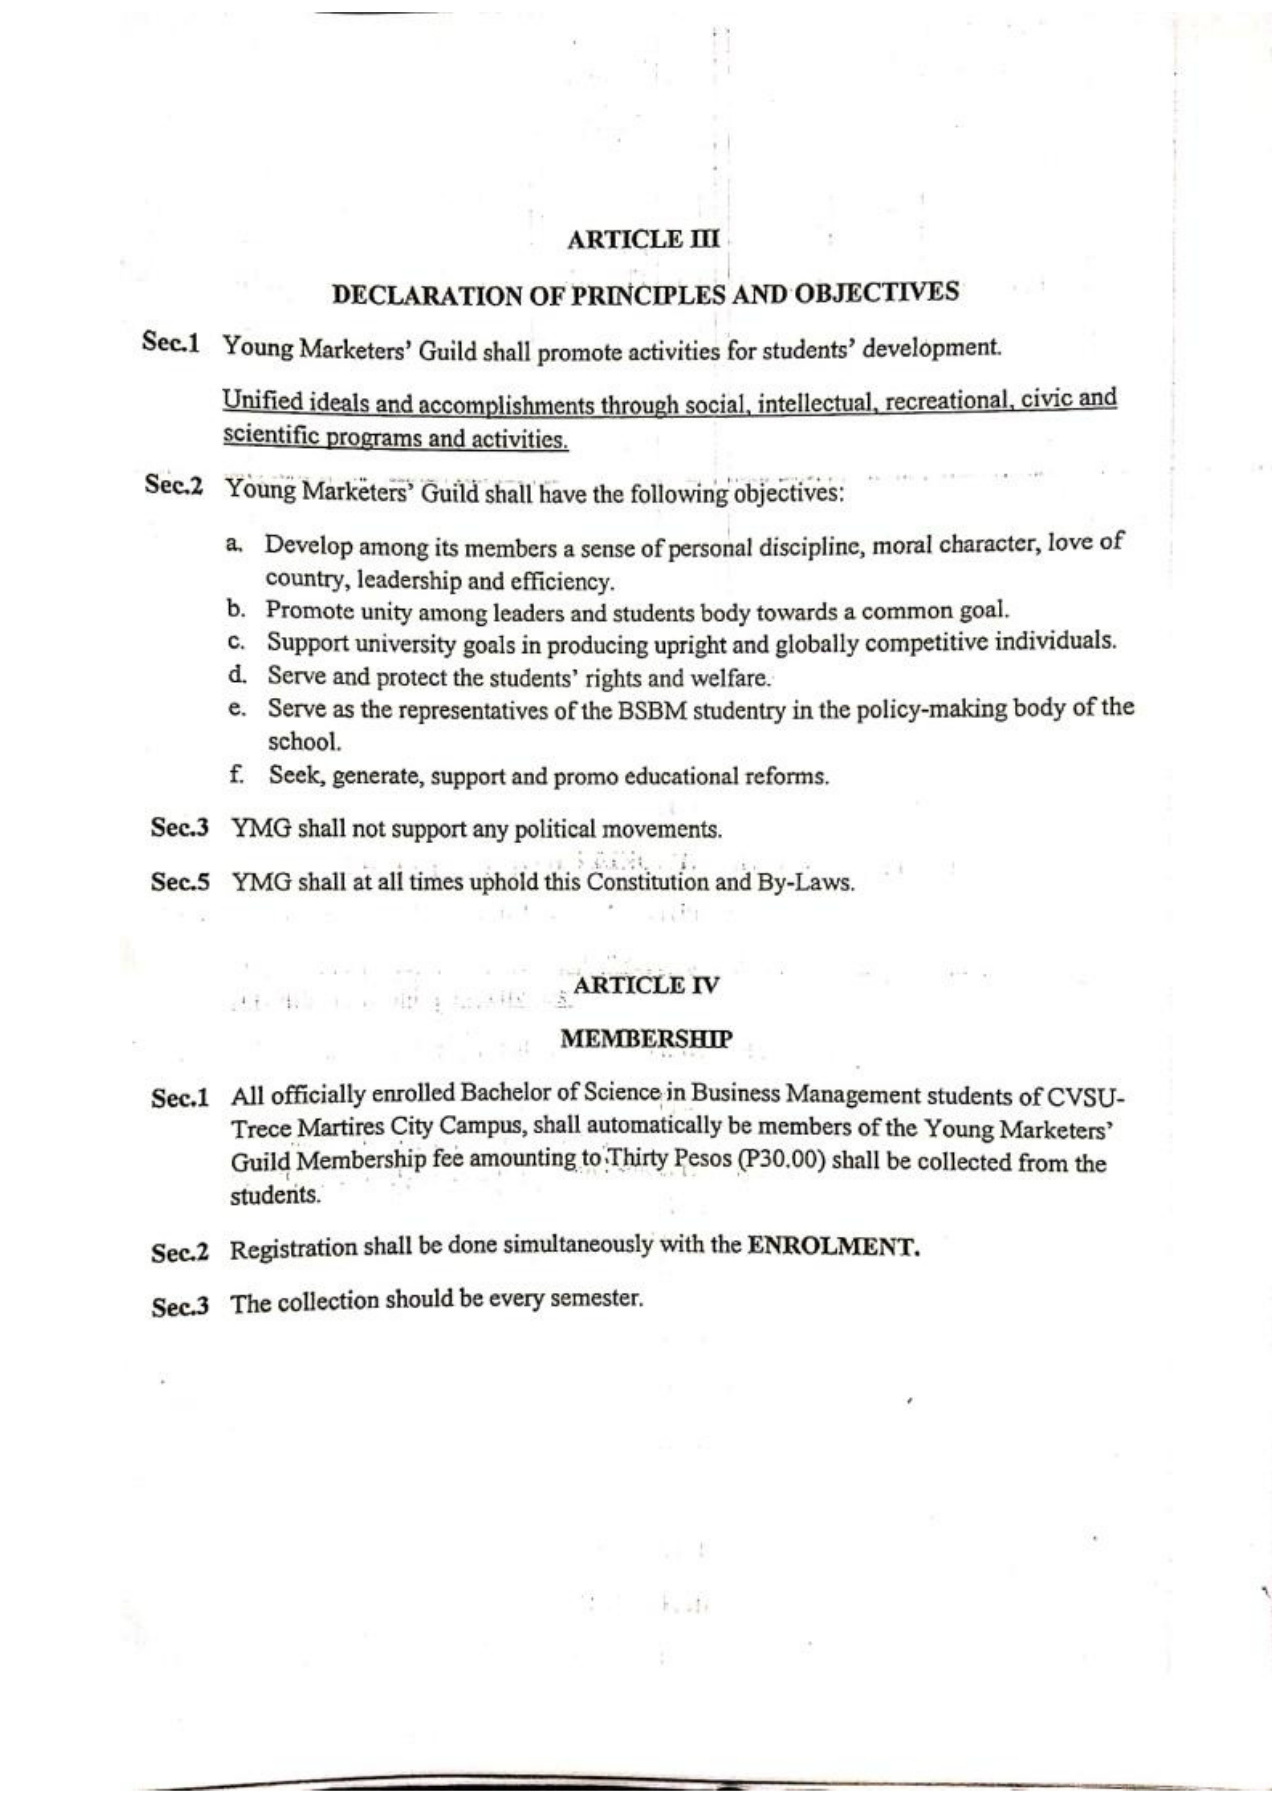 ARTICLE III
DECLARATION OF PRINCIPLES AND OBJECTIVES
Sec.1 Young Marketers' Guild shall promote activities for students' development.
Unified ideals and accomplishments through social, intellectual, recreational, civic and
scientific programs and activities.
Sec.2 Young Marketers' Guild shall have the following objectives:
a. Develop among its members a sense of personal discipline, moral character, love of
country, leadership and efficiency.
b. Promote unity among leaders and students body towards a common goal.
c. Support university goals in producing upright and globally competitive individuals.
d. Serve and protect the students' rights and welfare.
e. Serve as the representatives of the BSBM studentry in the policy-making body of the
school.
f. Seek, generate, support and promo educational reforms.
Sec.3 YMG shall not support any political movements.
Sec.5 YMG shall at all times uphold this Constitution and By-Laws.
ARTICLE IV
MEMBERSHIP
Sec.1 All officially enrolled Bachelor of Science in Business Management students of CVSU-
Trece Martires City Campus, shall automatically be members of the Young Marketers'
Guild Membership fee amounting to Thirty Pesos (P30.00) shall be collected from the
students.
Sec.2 Registration shall be done simultaneously with the ENROLMENT.
Sec.3 The collection should be every semester.